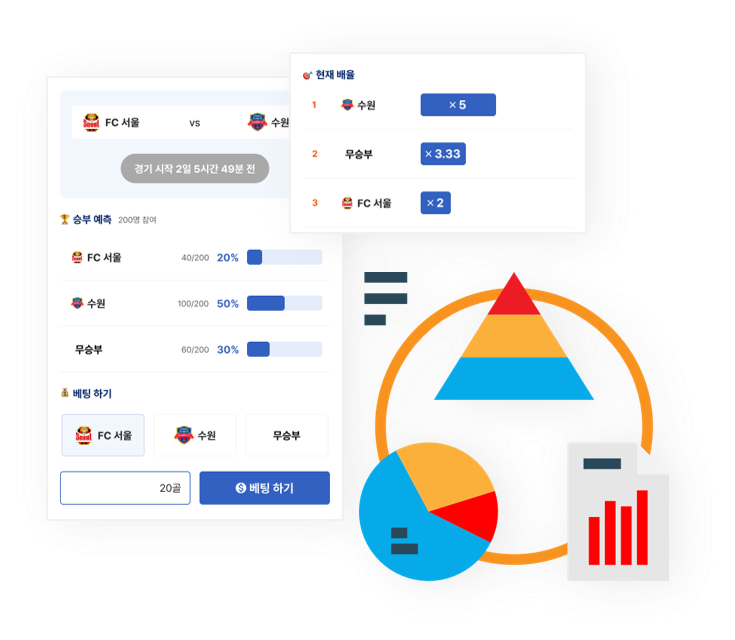 FC 서울 vs 수원
경기 시작 2일 5시간 49분 전
승부 예측 200명 참여
FC 서울 40/200 20%
수원 100/200 50%
무승부 60/200 30%
베팅 하기
FC 서울 수원 무승부
20골 베팅 하기
현재 배율
1 수원 ×5
2 무승부 ×3.33
3 FC 서울 ×2